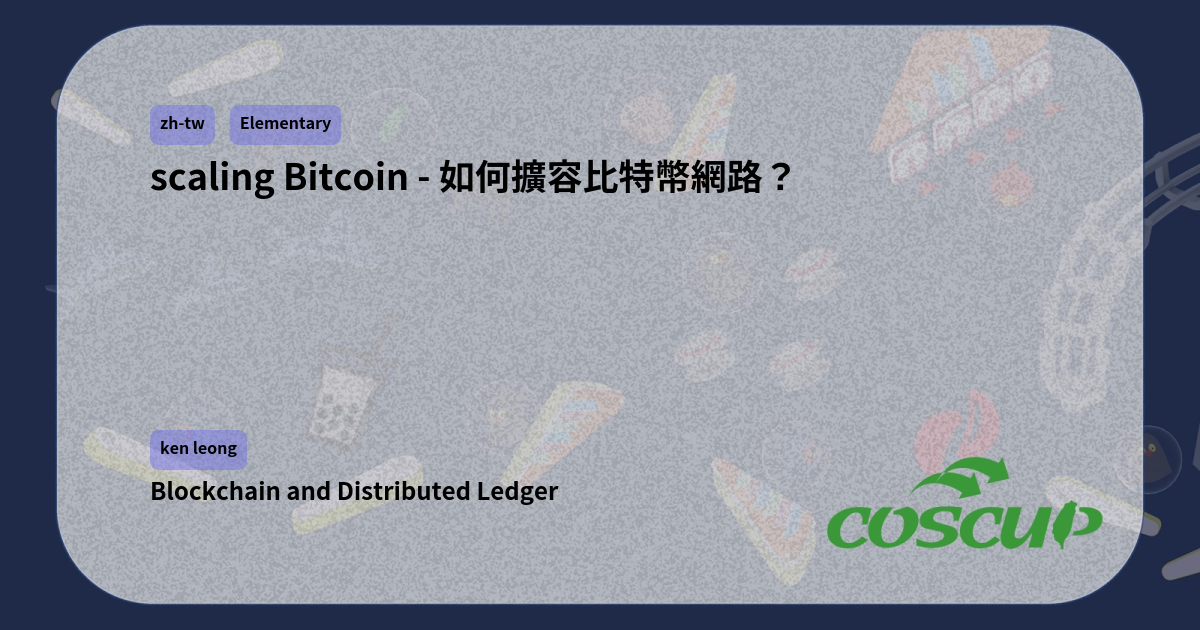 zh-tw Elementary
scaling Bitcoin - 如何擴容比特幣網路？
ken leong
Blockchain and Distributed Ledger
COSCUP